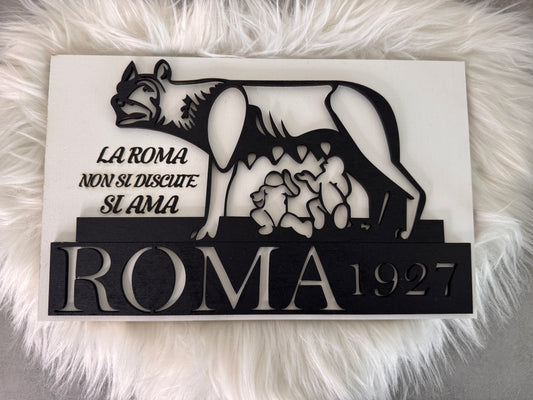 LA ROMA
NON SI DISCUTE
SI AMA
ROMA 1927